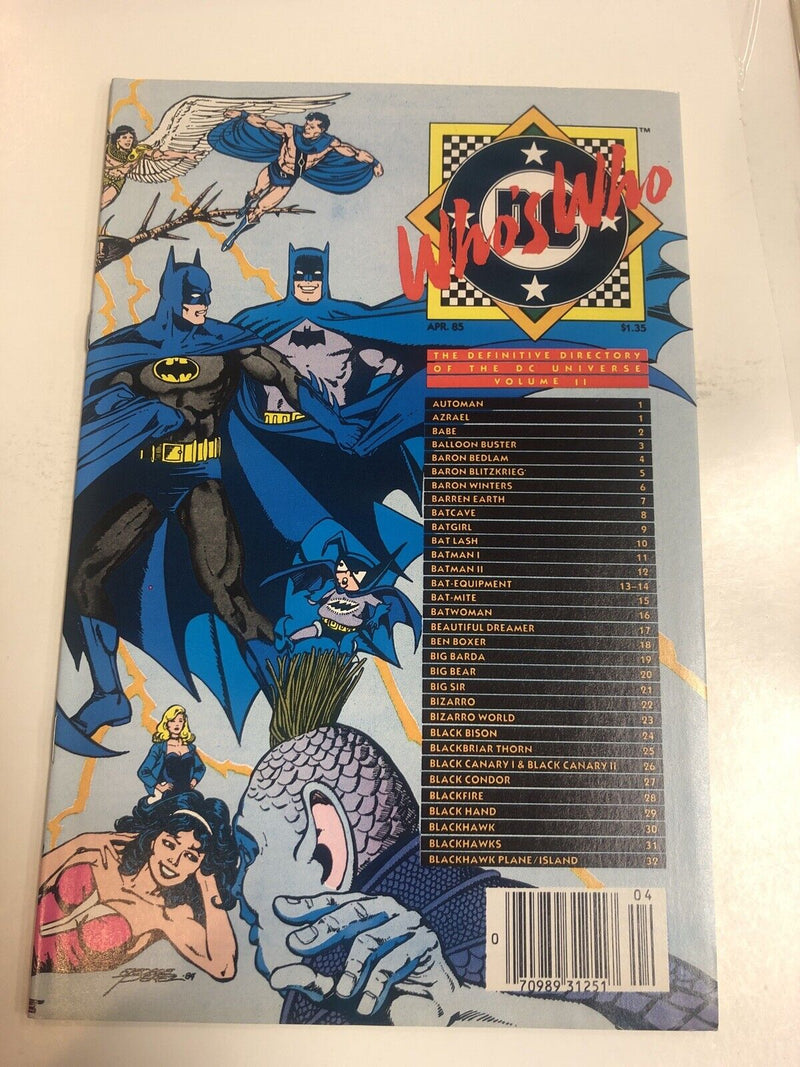 TM
DC
Who's Who
APR. 85 $1.35
THE DEFINITIVE DIRECTORY
OF THE DC UNIVERSE
VOLUME II
AUTOMAN 1
AZRAEL 1
BABE 2
BALLOON BUSTER 3
BARON BEDLAM 4
BARON BLITZKRIEG 5
BARON WINTERS 6
BARREN EARTH 7
BATCAVE 8
BATGIRL 9
BAT LASH 10
BATMAN I 11
BATMAN II 12
BAT-EQUIPMENT 13–14
BAT-MITE 15
BATWOMAN 16
BEAUTIFUL DREAMER 17
BEN BOXER 18
BIG BARDA 19
BIG BEAR 20
BIG SIR 21
BIZARRO 22
BIZARRO WORLD 23
BLACK BISON 24
BLACKBRIAR THORN 25
BLACK CANARY I & BLACK CANARY II 26
BLACK CONDOR 27
BLACKFIRE 28
BLACK HAND 29
BLACKHAWK 30
BLACKHAWKS 31
BLACKHAWK PLANE/ISLAND 32
04
0
70989 31251
GEORGE
PEREZ -84